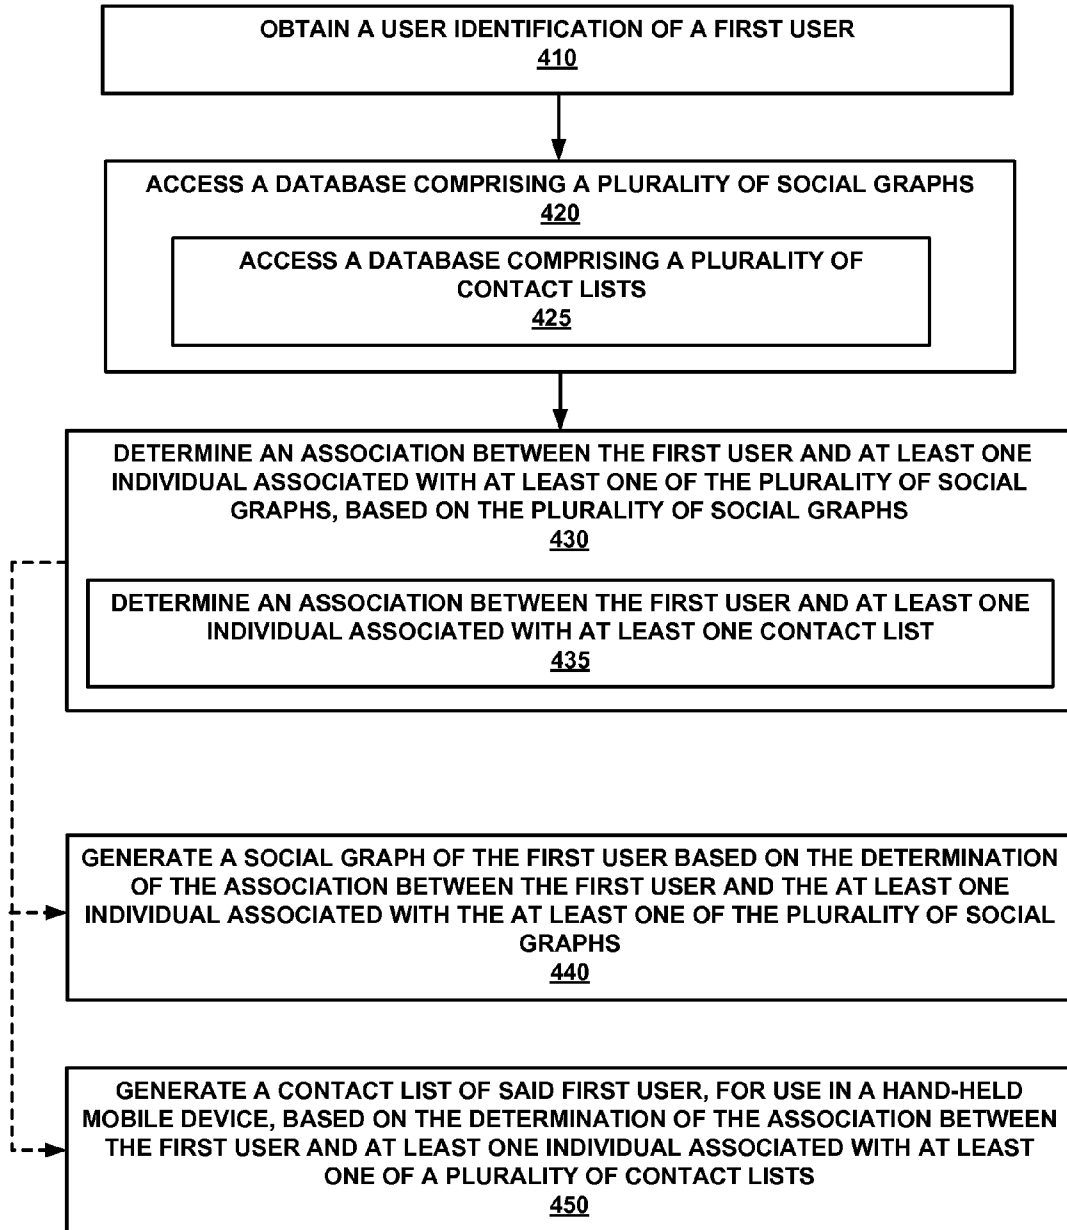 OBTAIN A USER IDENTIFICATION OF A FIRST USER
410
ACCESS A DATABASE COMPRISING A PLURALITY OF SOCIAL GRAPHS
420
ACCESS A DATABASE COMPRISING A PLURALITY OF
CONTACT LISTS
425
DETERMINE AN ASSOCIATION BETWEEN THE FIRST USER AND AT LEAST ONE
INDIVIDUAL ASSOCIATED WITH AT LEAST ONE OF THE PLURALITY OF SOCIAL
GRAPHS, BASED ON THE PLURALITY OF SOCIAL GRAPHS
430
DETERMINE AN ASSOCIATION BETWEEN THE FIRST USER AND AT LEAST ONE
INDIVIDUAL ASSOCIATED WITH AT LEAST ONE CONTACT LIST
435
GENERATE A SOCIAL GRAPH OF THE FIRST USER BASED ON THE DETERMINATION
OF THE ASSOCIATION BETWEEN THE FIRST USER AND THE AT LEAST ONE
INDIVIDUAL ASSOCIATED WITH THE AT LEAST ONE OF THE PLURALITY OF SOCIAL
GRAPHS
440
GENERATE A CONTACT LIST OF SAID FIRST USER, FOR USE IN A HAND-HELD
MOBILE DEVICE, BASED ON THE DETERMINATION OF THE ASSOCIATION BETWEEN
THE FIRST USER AND AT LEAST ONE INDIVIDUAL ASSOCIATED WITH AT LEAST
ONE OF A PLURALITY OF CONTACT LISTS
450